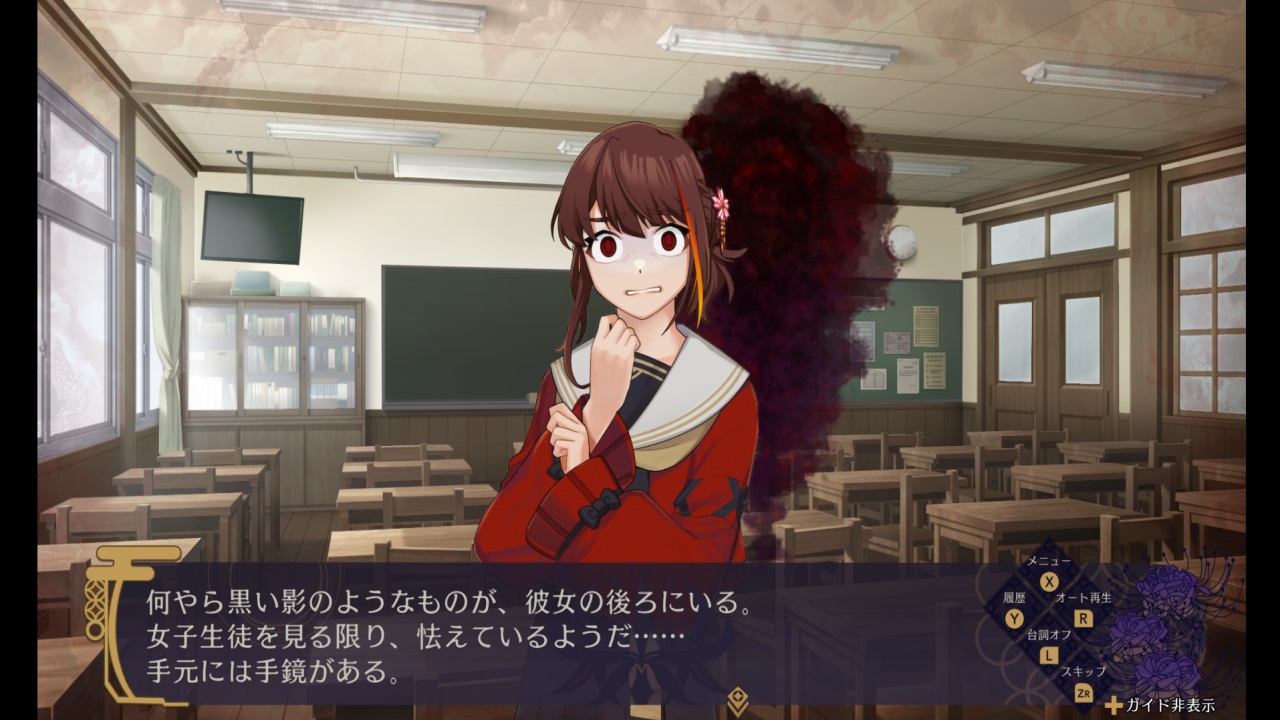 何やら黒い影のようなものが、彼女の後ろにいる。
女子生徒を見る限り、怯えているようだ……
手元には手鏡がある。
メニュー
X
履歴
オート再生
Y
R
台詞オフ
L
スキップ
ZR
ガイド非表示